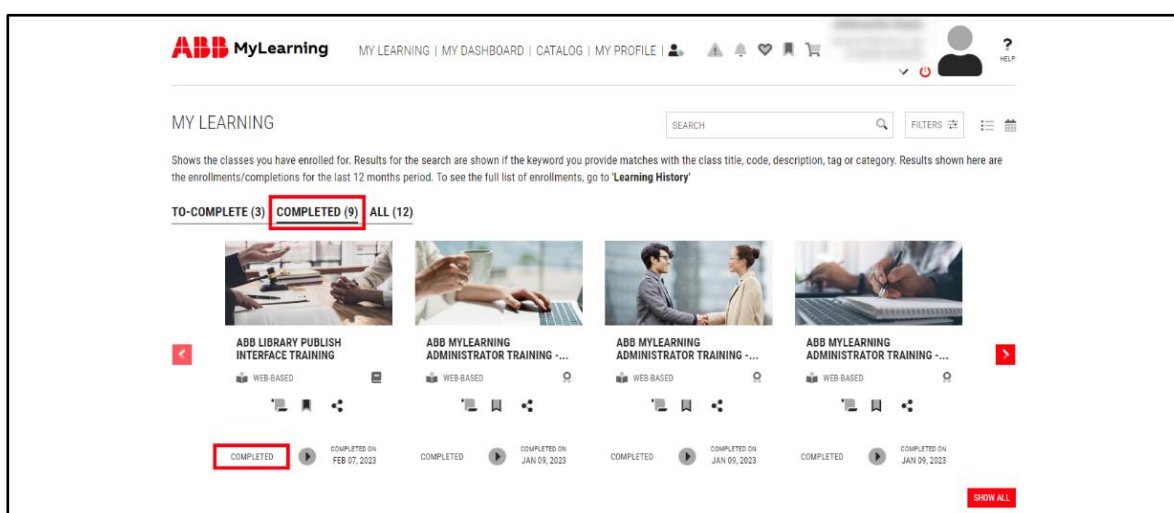 ABB MyLearning
MY LEARNING | MY DASHBOARD | CATALOG | MY PROFILE |
?
HELP
MY LEARNING
SEARCH
FILTERS
Shows the classes you have enrolled for. Results for the search are shown if the keyword you provide matches with the class title, code, description, tag or category. Results shown here are
the enrollments/completions for the last 12 months period. To see the full list of enrollments, go to 'Learning History'
TO-COMPLETE (3) COMPLETED (9) ALL (12)
ABB LIBRARY PUBLISH
INTERFACE TRAINING
WEB-BASED
COMPLETED
COMPLETED ON
FEB 07, 2023
ABB MYLEARNING
ADMINISTRATOR TRAINING -...
WEB-BASED
COMPLETED
COMPLETED ON
JAN 09, 2023
ABB MYLEARNING
ADMINISTRATOR TRAINING -...
WEB-BASED
COMPLETED
COMPLETED ON
JAN 09, 2023
ABB MYLEARNING
ADMINISTRATOR TRAINING -...
WEB-BASED
COMPLETED
COMPLETED ON
JAN 09, 2023
SHOW ALL